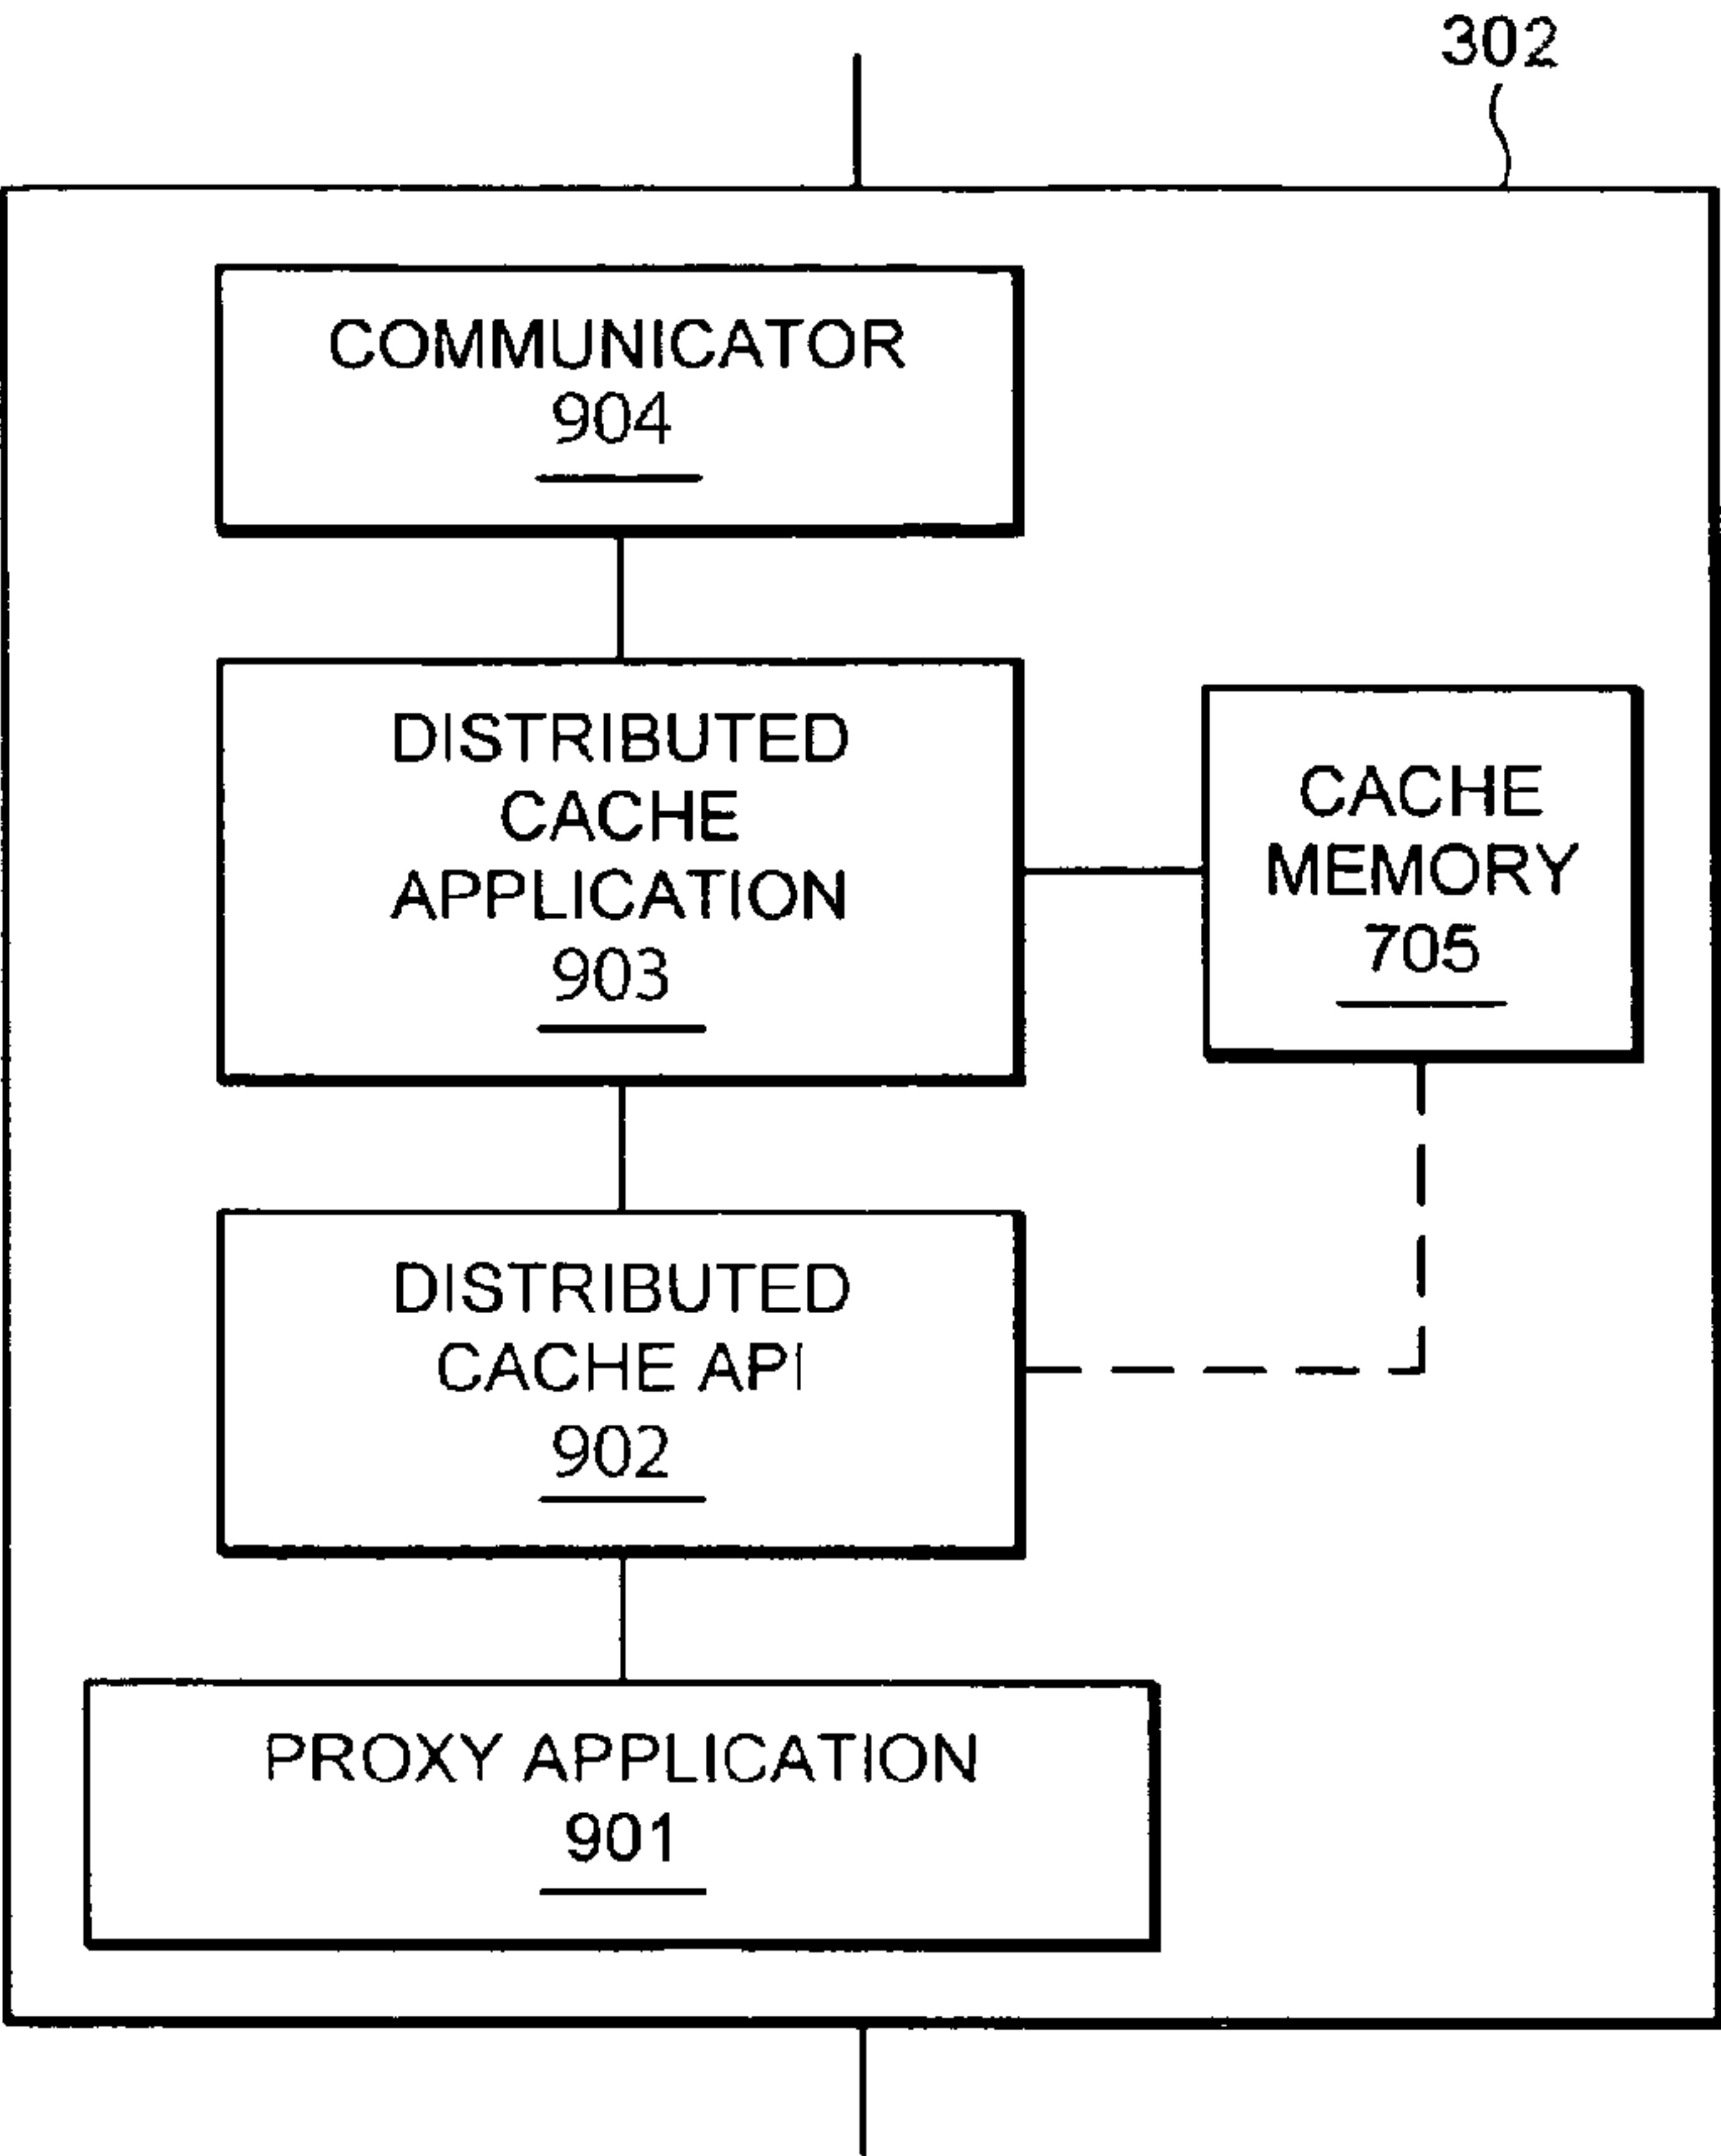 302
COMMUNICATOR
904
DISTRIBUTED
CACHE
APPLICATION
903
CACHE
MEMORY
705
DISTRIBUTED
CACHE API
902
PROXY APPLICATION
901